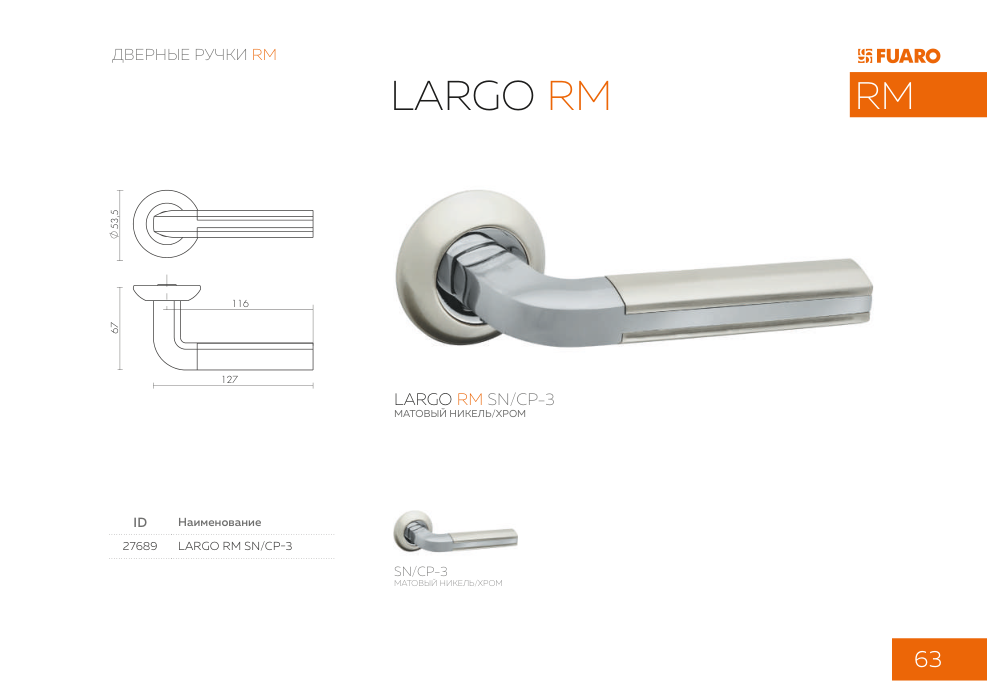 ДВЕРНЫЕ РУЧКИ RM
FUARO
RM
LARGO RM
Ø 53,5
116
67
127
LARGO RM SN/CP-3
МАТОВЫЙ НИКЕЛЬ/ХРОМ
ID Наименование
27689 LARGO RM SN/CP-3
SN/CP-3
МАТОВЫЙ НИКЕЛЬ/ХРОМ
63